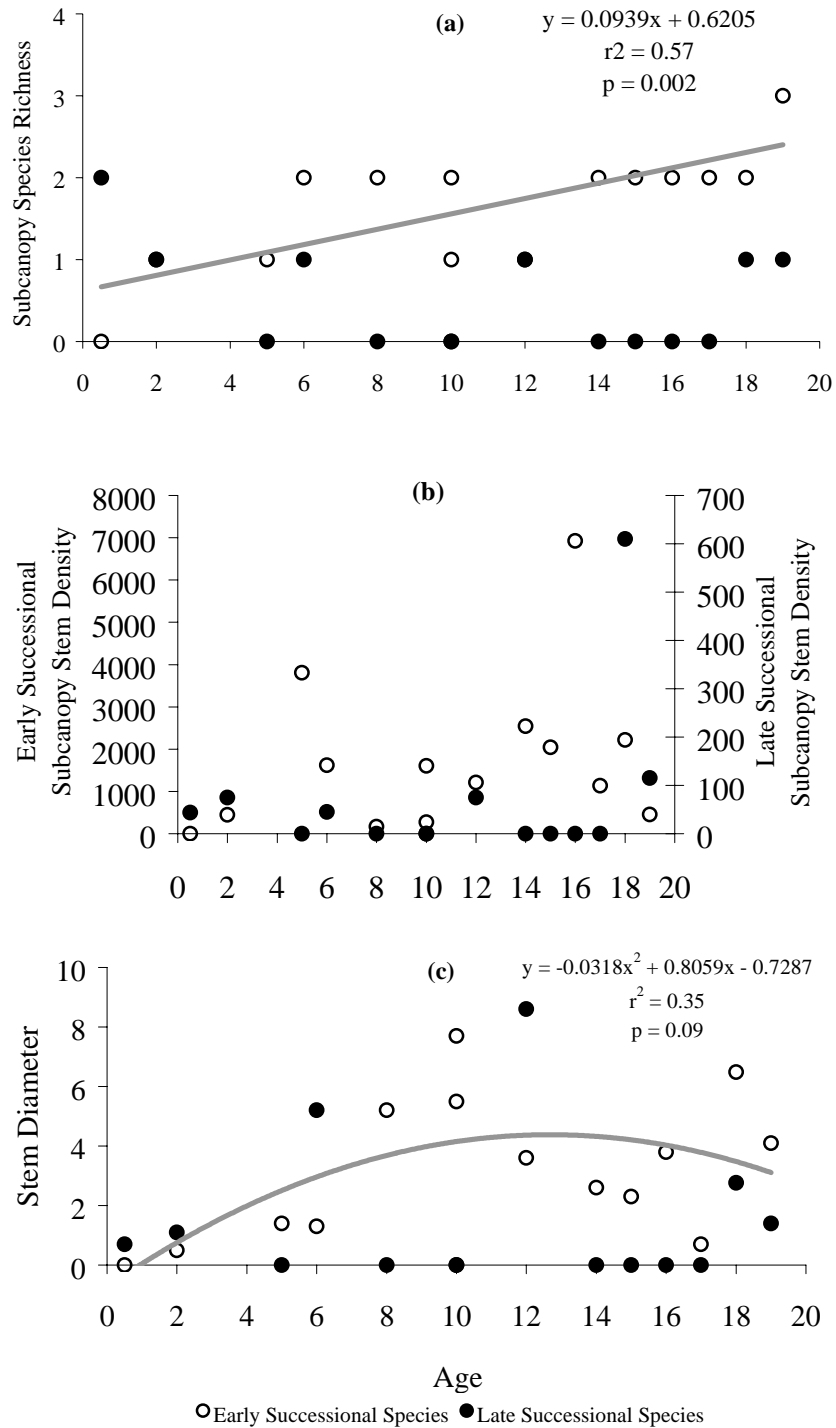 (a)
y = 0.0939x + 0.6205
r2 = 0.57
p = 0.002
Subcanopy Species Richness
4
3
2
1
0
0 2 4 6 8 10 12 14 16 18 20
(b)
Early Successional
Subcanopy Stem Density
8000
7000
6000
5000
4000
3000
2000
1000
0
700
600
500
400
300
200
100
0
Late Successional
Subcanopy Stem Density
0 2 4 6 8 10 12 14 16 18 20
(c)
y = -0.0318x² + 0.8059x - 0.7287
r² = 0.35
p = 0.09
Stem Diameter
10
8
6
4
2
0
0 2 4 6 8 10 12 14 16 18 20
Age
Early Successional Species Late Successional Species